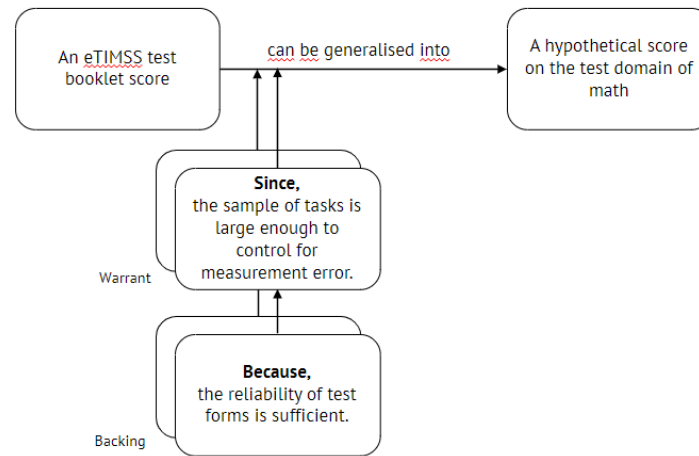 An eTIMSS test
booklet score
can be generalised into
A hypothetical score
on the test domain of
math
Since,
the sample of tasks is
large enough to
control for
measurement error.
Warrant
Because,
the reliability of test
forms is sufficient.
Backing